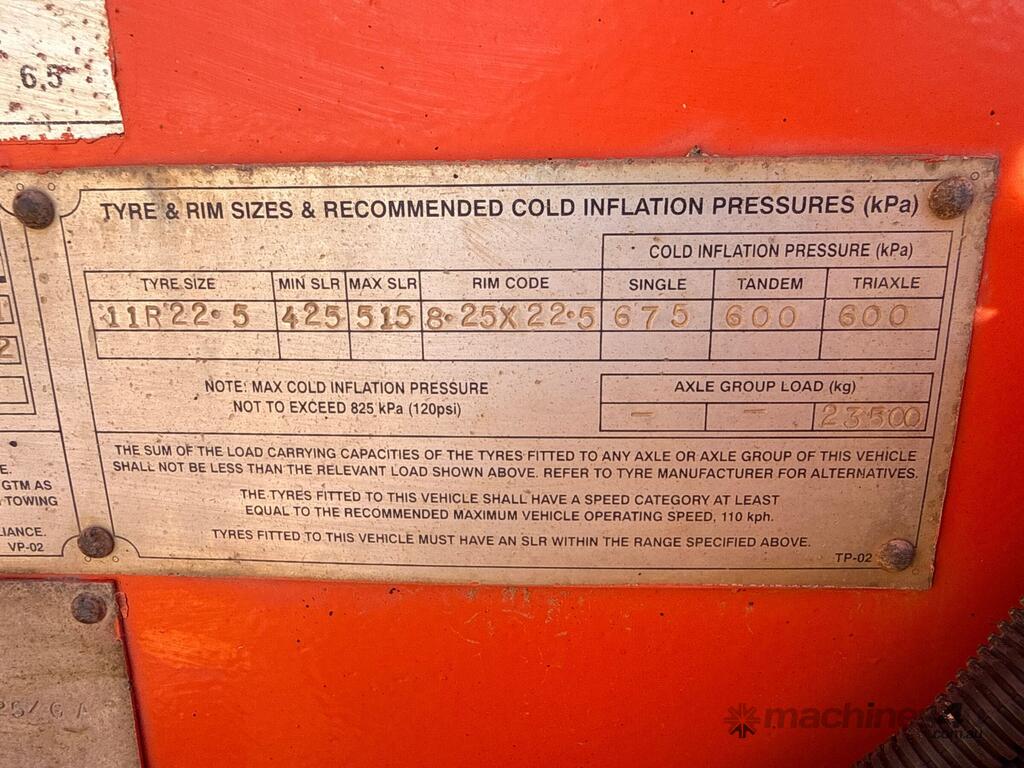 6.5
TYRE & RIM SIZES & RECOMMENDED COLD INFLATION PRESSURES (kPa)
COLD INFLATION PRESSURE (kPa)
TYRE SIZE MIN SLR MAX SLR RIM CODE SINGLE TANDEM TRIAXLE
11R22.5 425 515 8.25X22.5 675 600 600
2
NOTE: MAX COLD INFLATION PRESSURE
NOT TO EXCEED 825 kPa (120psi)
AXLE GROUP LOAD (kg)
- - 23500
THE SUM OF THE LOAD CARRYING CAPACITIES OF THE TYRES FITTED TO ANY AXLE OR AXLE GROUP OF THIS VEHICLE
SHALL NOT BE LESS THAN THE RELEVANT LOAD SHOWN ABOVE. REFER TO TYRE MANUFACTURER FOR ALTERNATIVES.
THE TYRES FITTED TO THIS VEHICLE SHALL HAVE A SPEED CATEGORY AT LEAST
EQUAL TO THE RECOMMENDED MAXIMUM VEHICLE OPERATING SPEED, 110 kph.
TYRES FITTED TO THIS VEHICLE MUST HAVE AN SLR WITHIN THE RANGE SPECIFIED ABOVE.
TP-02
E.
GTM AS
TOWING
IANCE.
VP-02
25/6A
.com.au